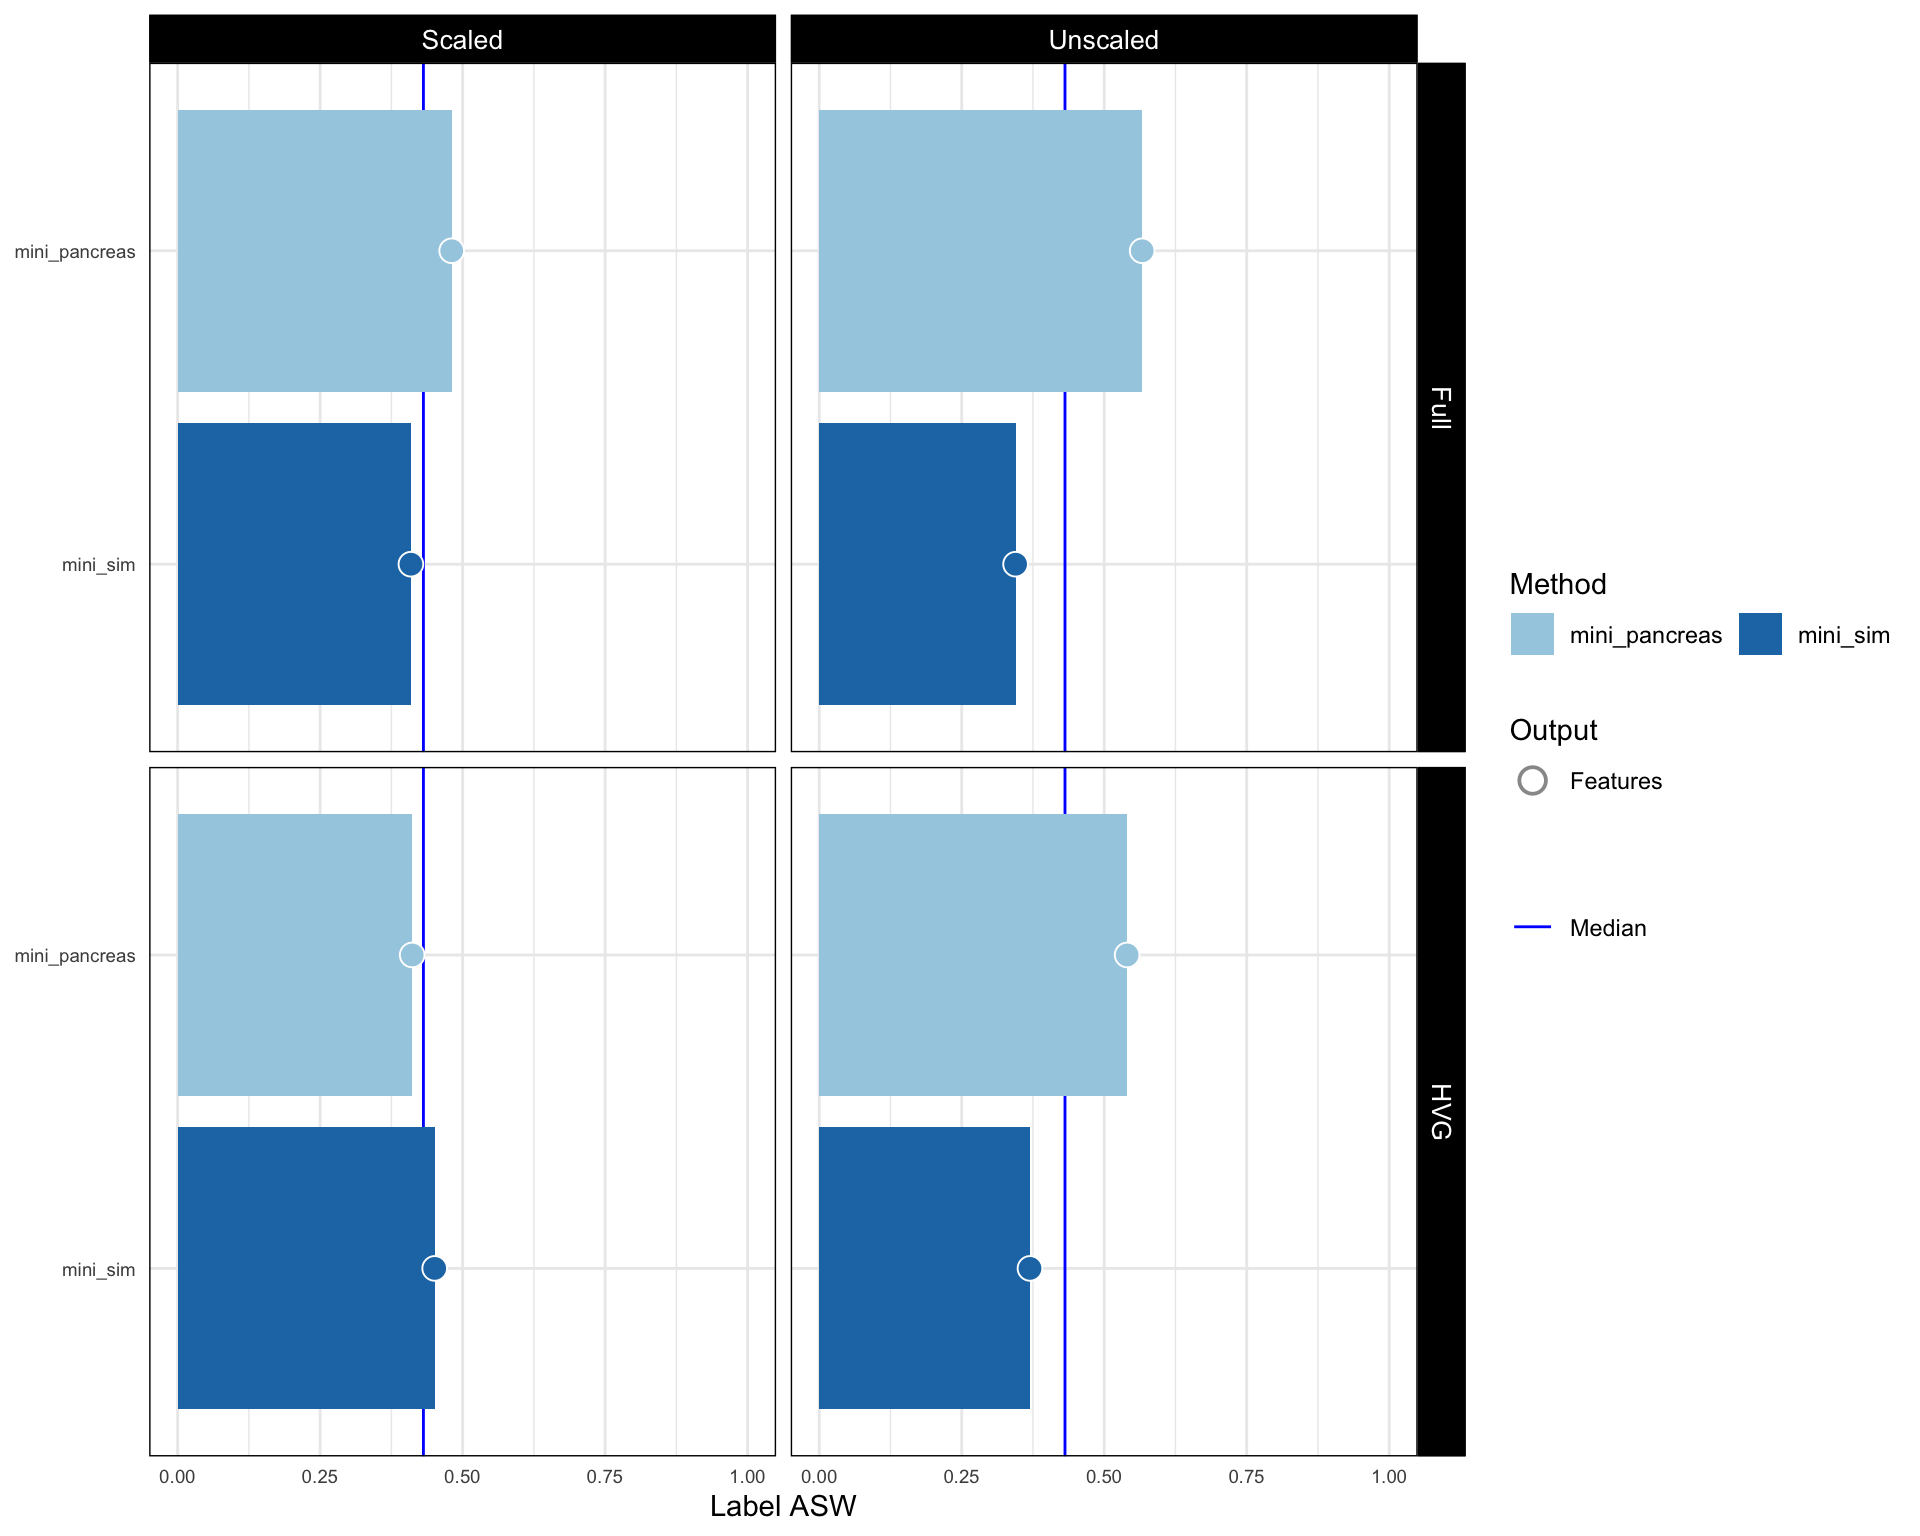 Scaled
Unscaled
Full
mini_pancreas
mini_sim
HVG
mini_pancreas
mini_sim
0.00 0.25 0.50 0.75 1.00
0.00 0.25 0.50 0.75 1.00
Label ASW
Method
mini_pancreas
mini_sim
Output
Features
Median